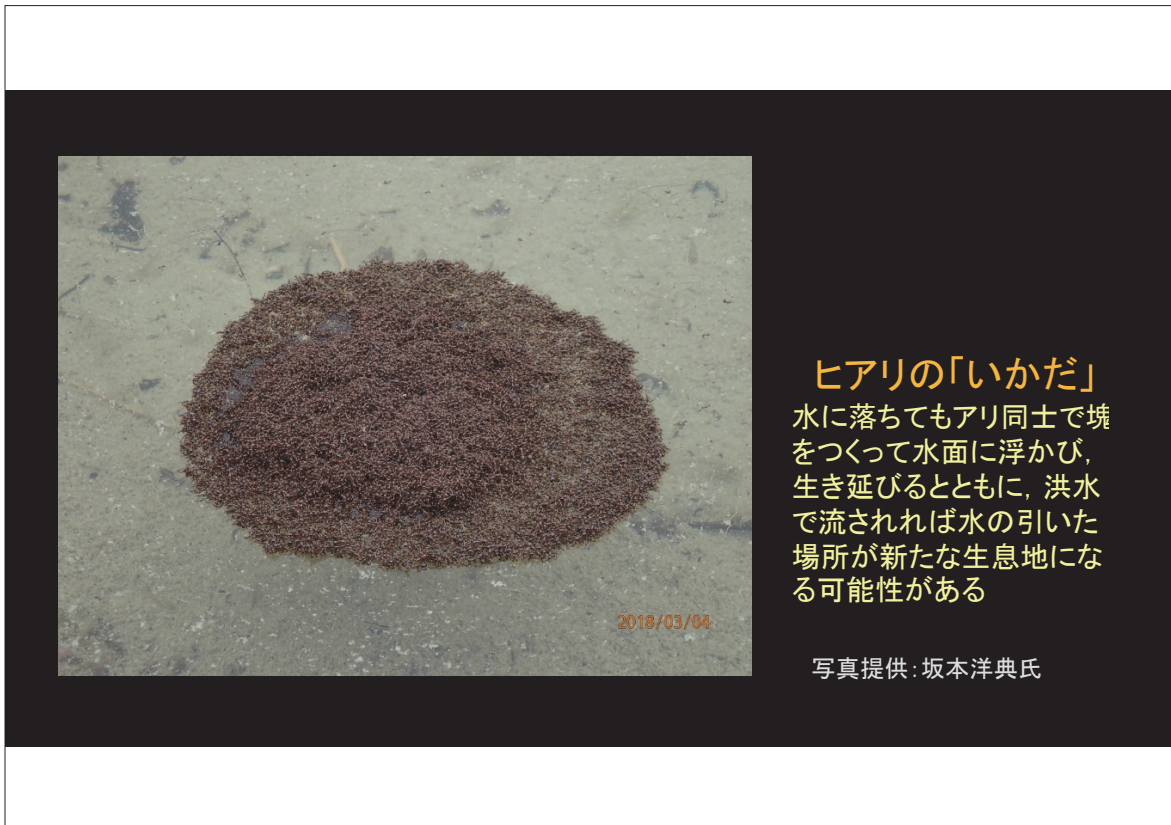 ヒアリの「いかだ」
水に落ちてもアリ同士で塊
をつくって水面に浮かび,
生き延びるとともに, 洪水
で流されれば水の引いた
場所が新たな生息地にな
る可能性がある
写真提供:坂本洋典氏
2018/03/04